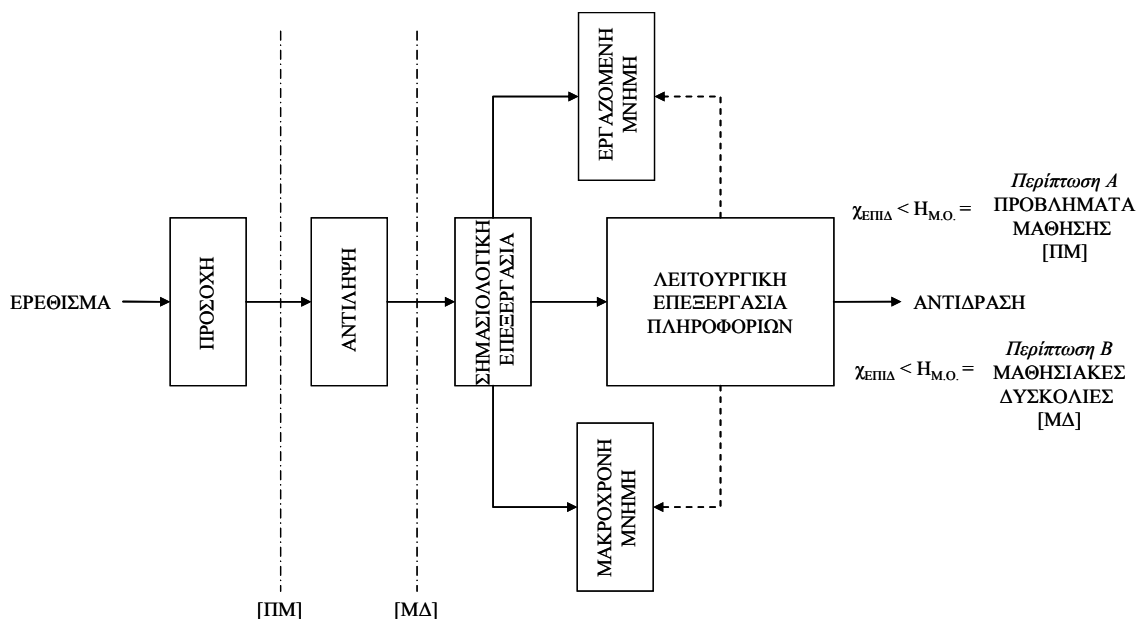 ΕΡΕΘΙΣΜΑ
ΠΡΟΣΟΧΗ
ΑΝΤΙΛΗΨΗ
ΣΗΜΑΣΙΟΛΟΓΙΚΗ
ΕΠΕΞΕΡΓΑΣΙΑ
ΕΡΓΑΖΟΜΕΝΗ
ΜΝΗΜΗ
ΛΕΙΤΟΥΡΓΙΚΗ
ΕΠΕΞΕΡΓΑΣΙΑ
ΠΛΗΡΟΦΟΡΙΩΝ
ΜΑΚΡΟΧΡΟΝΗ
ΜΝΗΜΗ
Περίπτωση Α
χΕΠΙΔ < ΗΜ.Ο. = ΠΡΟΒΛΗΜΑΤΑ
ΜΑΘΗΣΗΣ
[ΠΜ]
ΑΝΤΙΔΡΑΣΗ
Περίπτωση Β
χΕΠΙΔ < ΗΜ.Ο. = ΜΑΘΗΣΙΑΚΕΣ
ΔΥΣΚΟΛΙΕΣ
[ΜΔ]
[ΠΜ]
[ΜΔ]